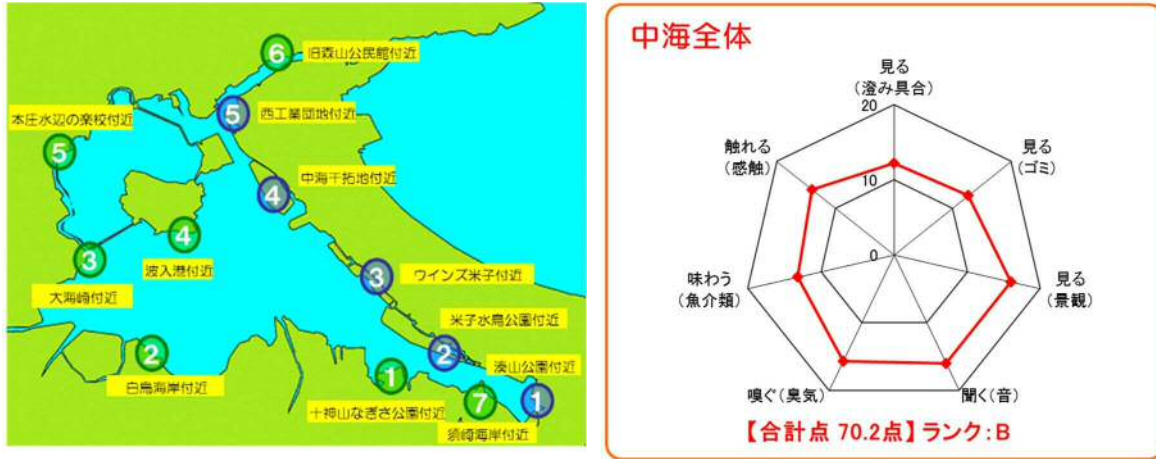 6
旧森山公民館付近
5
西工業団地付近
本庄水辺の楽校付近
5
中海干拓地付近
4
4
波入港付近
3
大海崎付近
3
ウインズ米子付近
米子水鳥公園付近
2
2
白鳥海岸付近
湊山公園付近
1
十神山なぎさ公園付近
7
1
須崎海岸付近
中海全体
見る
(澄み具合)
20
触れる
(感触)
見る
(ゴミ)
10
0
味わう
(魚介類)
見る
(景観)
嗅ぐ(臭気)
聞く(音)
【合計点 70.2点】ランク:B